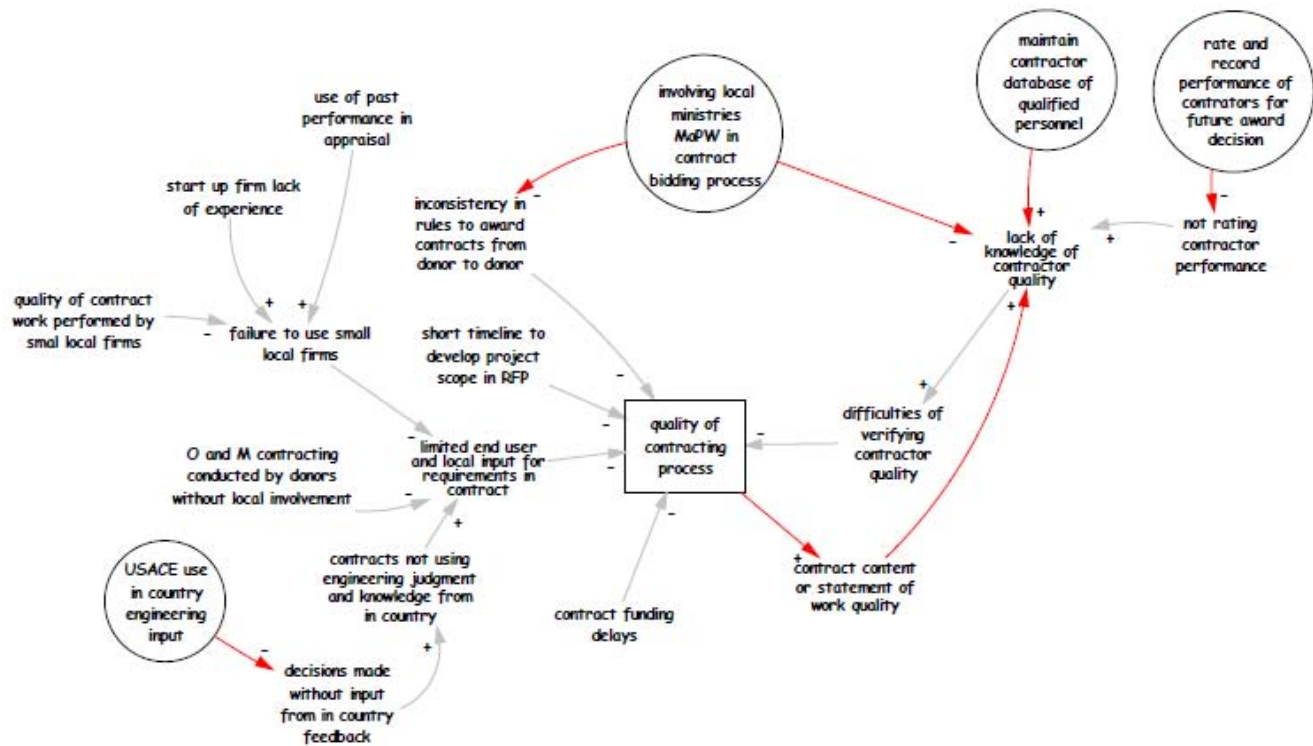 maintain
contractor
database of
qualified
personnel
rate and
record
performance of
contrators for
future award
decision
involving local
ministries
MoPW in
contract
bidding process
use of past
performance in
appraisal
start up firm lack
of experience
inconsistency in
rules to award
contracts from
donor to donor
-
-
+
lack of
knowledge of
contractor
quality
+
-
not rating
contractor
performance
+
quality of contract
work performed by
smal local firms
-
+
+
failure to use small
local firms
short timeline to
develop project
scope in RFP
-
-
quality of
contracting
process
-
+
difficulties of
verifying
contractor
quality
+
-
limited end user
and local input for
requirements in
contract
-
-
+
O and M contracting
conducted by donors
without local involvement
-
contract funding
delays
+
contract content
or statement of
work quality
contracts not using
engineering judgment
and knowledge from
in country
+
USACE use
in country
engineering
input
-
decisions made
without input
from in country
feedback